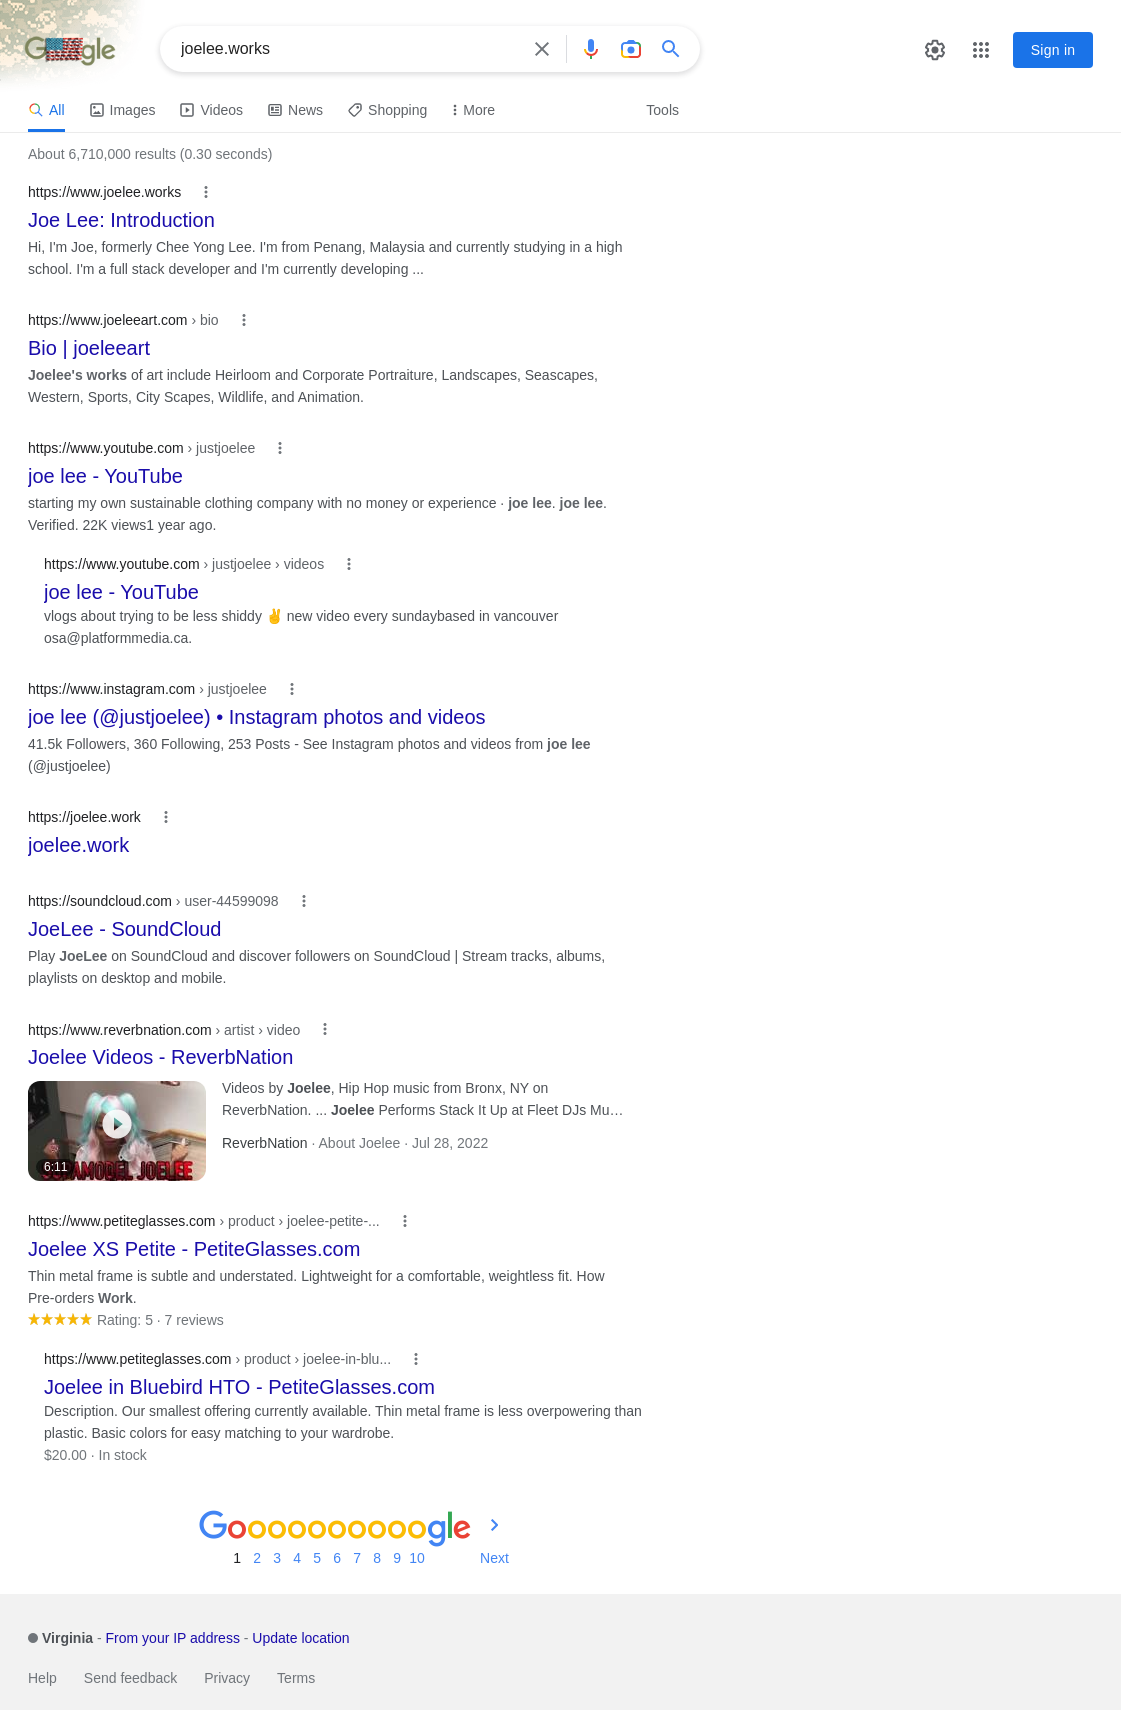 Google
joelee.works
Sign in
All Images Videos News Shopping More Tools
About 6,710,000 results (0.30 seconds)
https://www.joelee.works
Joe Lee: Introduction
Hi, I'm Joe, formerly Chee Yong Lee. I'm from Penang, Malaysia and currently studying in a high
school. I'm a full stack developer and I'm currently developing ...
https://www.joeleeart.com › bio
Bio | joeleeart
Joelee's works of art include Heirloom and Corporate Portraiture, Landscapes, Seascapes,
Western, Sports, City Scapes, Wildlife, and Animation.
https://www.youtube.com › justjoelee
joe lee - YouTube
starting my own sustainable clothing company with no money or experience · joe lee. joe lee.
Verified. 22K views1 year ago.
https://www.youtube.com › justjoelee › videos
joe lee - YouTube
vlogs about trying to be less shiddy ✌ new video every sundaybased in vancouver
osa@platformmedia.ca.
https://www.instagram.com › justjoelee
joe lee (@justjoelee) • Instagram photos and videos
41.5k Followers, 360 Following, 253 Posts - See Instagram photos and videos from joe lee
(@justjoelee)
https://joelee.work
joelee.work
https://soundcloud.com › user-44599098
JoeLee - SoundCloud
Play JoeLee on SoundCloud and discover followers on SoundCloud | Stream tracks, albums,
playlists on desktop and mobile.
https://www.reverbnation.com › artist › video
Joelee Videos - ReverbNation
Videos by Joelee, Hip Hop music from Bronx, NY on
ReverbNation. ... Joelee Performs Stack It Up at Fleet DJs Mu…
ReverbNation · About Joelee · Jul 28, 2022
6:11
JOELEE
https://www.petiteglasses.com › product › joelee-petite-...
Joelee XS Petite - PetiteGlasses.com
Thin metal frame is subtle and understated. Lightweight for a comfortable, weightless fit. How
Pre-orders Work.
Rating: 5 · 7 reviews
https://www.petiteglasses.com › product › joelee-in-blu...
Joelee in Bluebird HTO - PetiteGlasses.com
Description. Our smallest offering currently available. Thin metal frame is less overpowering than
plastic. Basic colors for easy matching to your wardrobe.
$20.00 · In stock
Goooooooooogle
1 2 3 4 5 6 7 8 9 10 Next
Virginia - From your IP address - Update location
Help Send feedback Privacy Terms